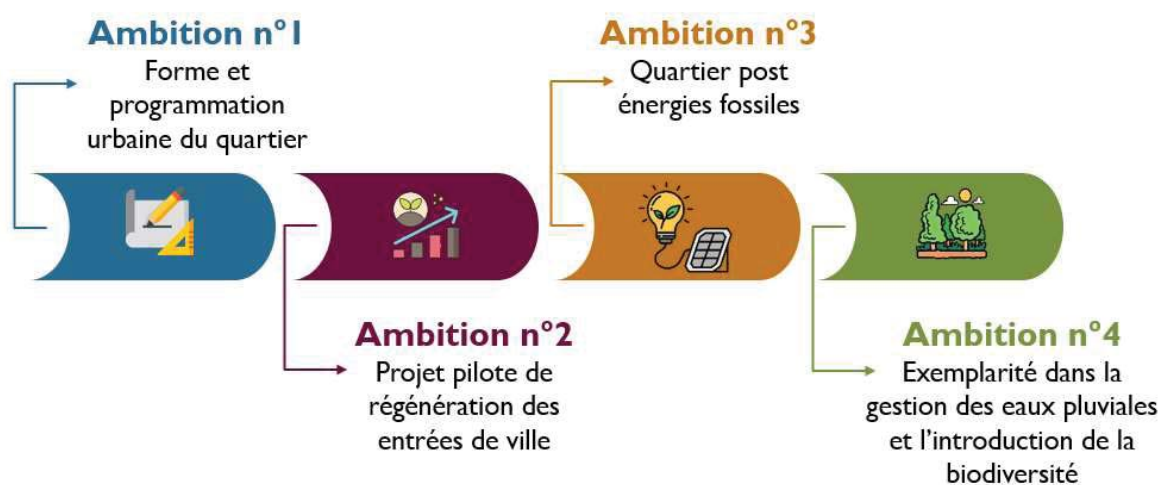 Ambition n°1
Forme et
programmation
urbaine du quartier
Ambition n°2
Projet pilote de
régénération des
entrées de ville
Ambition n°3
Quartier post
énergies fossiles
Ambition n°4
Exemplarité dans la
gestion des eaux pluviales
et l'introduction de la
biodiversité